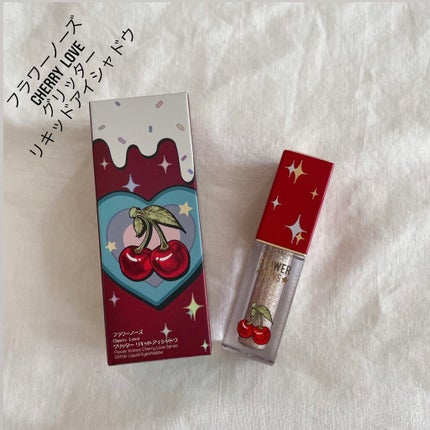 フラワーノーズ
CHERRY LOVE
グリッター
リキッドアイシャドウ
フラワーノーズ
Cherry Love
グリッター リキッドアイシャドウ
Flower Knows Cherry Love Series
Glitter Liquid Eyeshadow